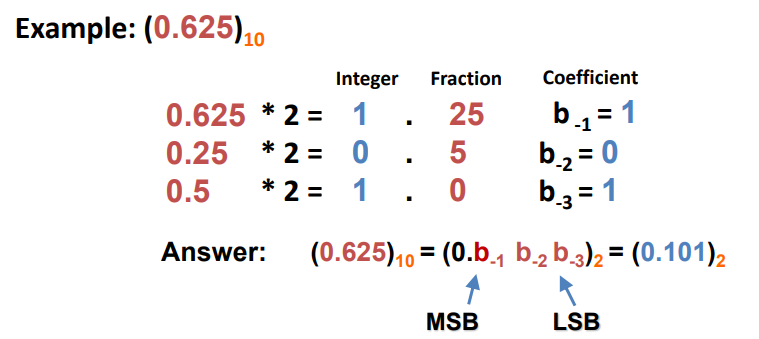 Example: (0.625)₁₀
Integer Fraction Coefficient
0.625 * 2 = 1 . 25 b₋₁ = 1
0.25 * 2 = 0 . 5 b₋₂ = 0
0.5 * 2 = 1 . 0 b₋₃ = 1
Answer: (0.625)₁₀ = (0.b₋₁ b₋₂ b₋₃)₂ = (0.101)₂
MSB LSB